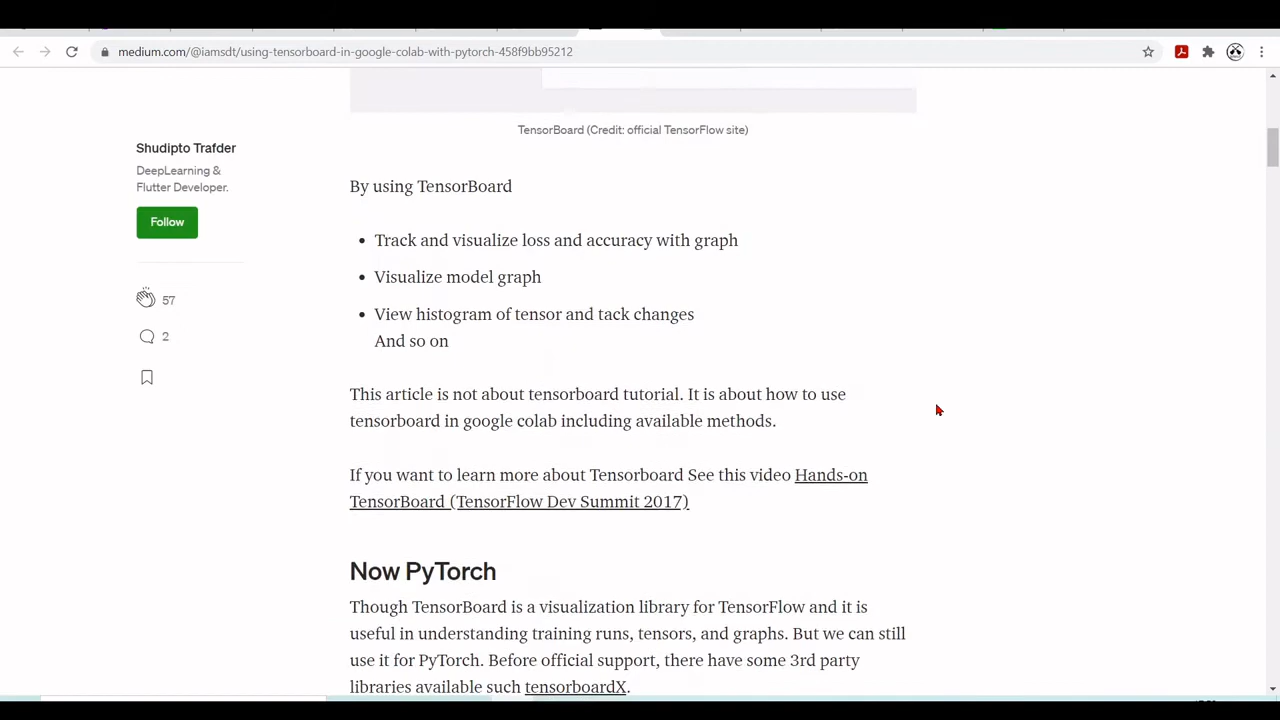 medium.com/@iamsdt/using-tensorboard-in-google-colab-with-pytorch-458f9bb95212
TensorBoard (Credit: official TensorFlow site)
Shudipto Trafder
DeepLearning &
Flutter Developer.
Follow
57
2
By using TensorBoard
• Track and visualize loss and accuracy with graph
• Visualize model graph
• View histogram of tensor and tack changes
And so on
This article is not about tensorboard tutorial. It is about how to use
tensorboard in google colab including available methods.
If you want to learn more about Tensorboard See this video Hands-on
TensorBoard (TensorFlow Dev Summit 2017)
Now PyTorch
Though TensorBoard is a visualization library for TensorFlow and it is
useful in understanding training runs, tensors, and graphs. But we can still
use it for PyTorch. Before official support, there have some 3rd party
libraries available such tensorboardX.